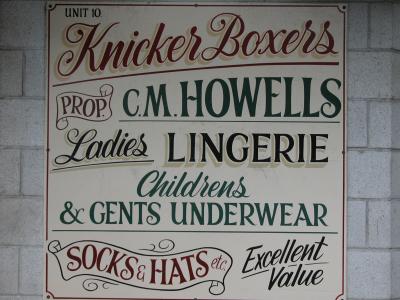 UNIT 10.
Knicker Boxers
PROP. C.M. HOWELLS
Ladies LINGERIE
Childrens
& GENTS UNDERWEAR
SOCKS & HATS etc.
Excellent
Value